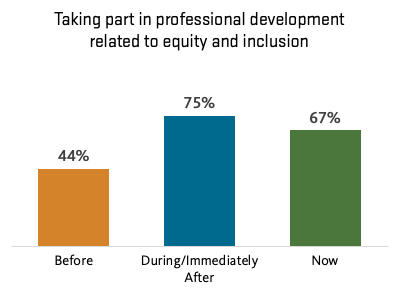 Taking part in professional development
related to equity and inclusion
75%
67%
44%
Before
During/Immediately
After
Now